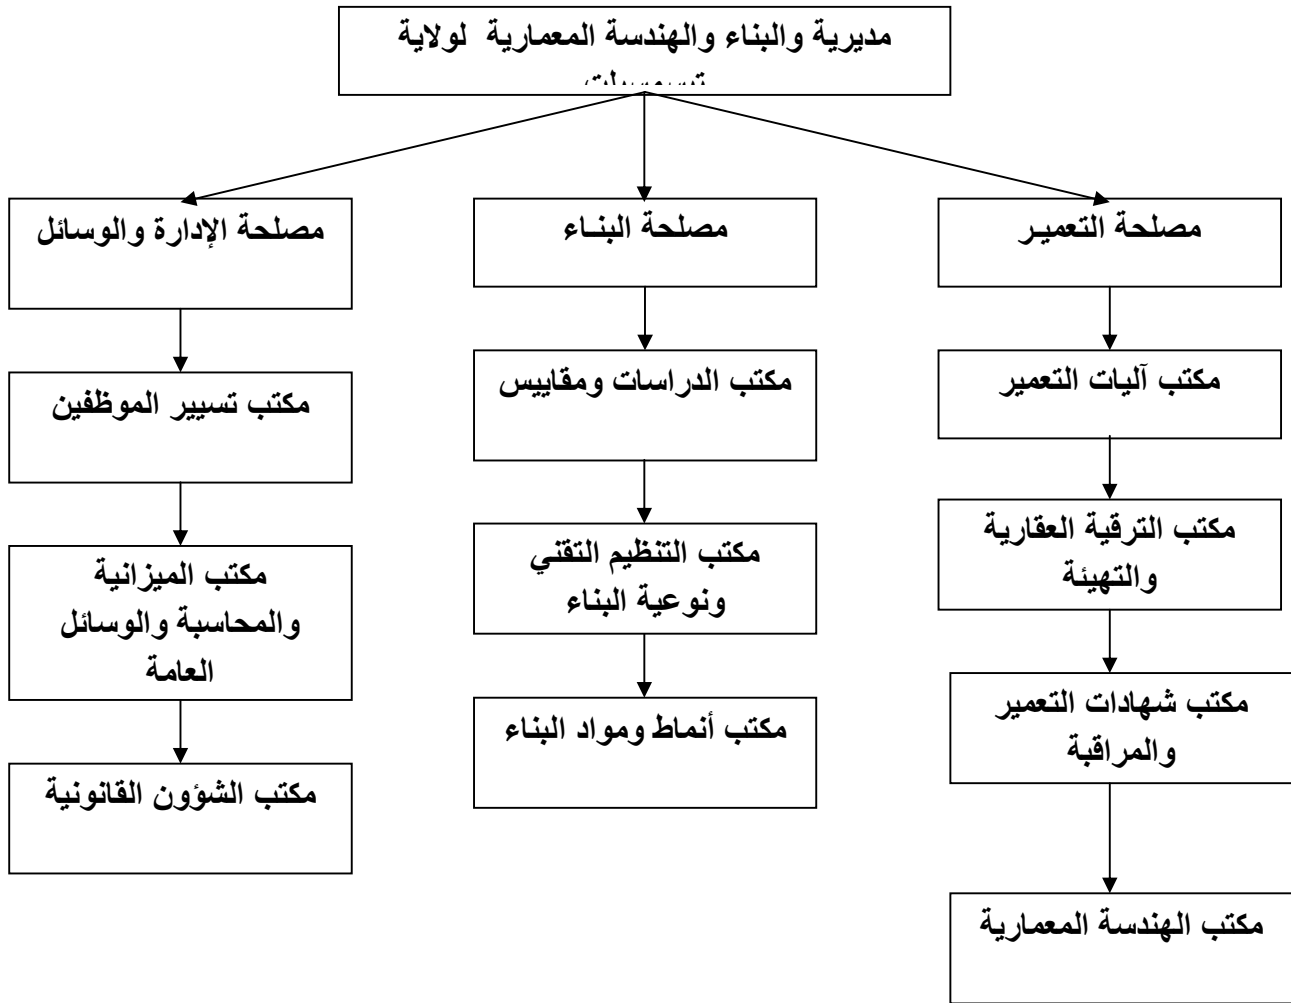 مديرية والبناء والهندسة المعمارية لولاية
مصلحة التعميـر
مصلحة البنـاء
مصلحة الإدارة والوسائل
مكتب آليات التعمير
مكتب الدراسات ومقاييس
مكتب تسيير الموظفين
مكتب الترقية العقارية
والتهيئة
مكتب التنظيم التقني
ونوعية البناء
مكتب الميزانية
والمحاسبة والوسائل
العامة
مكتب شهادات التعمير
والمراقبة
مكتب أنماط ومواد البناء
مكتب الشؤون القانونية
مكتب الهندسة المعمارية